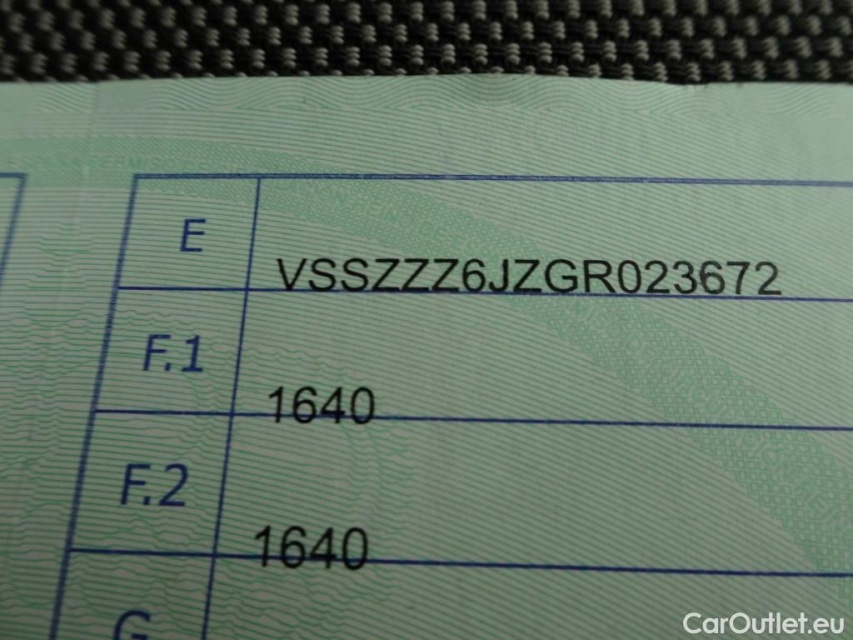 E
VSSZZZ6JZGR023672
F.1
1640
F.2
1640
G
CarOutlet.eu